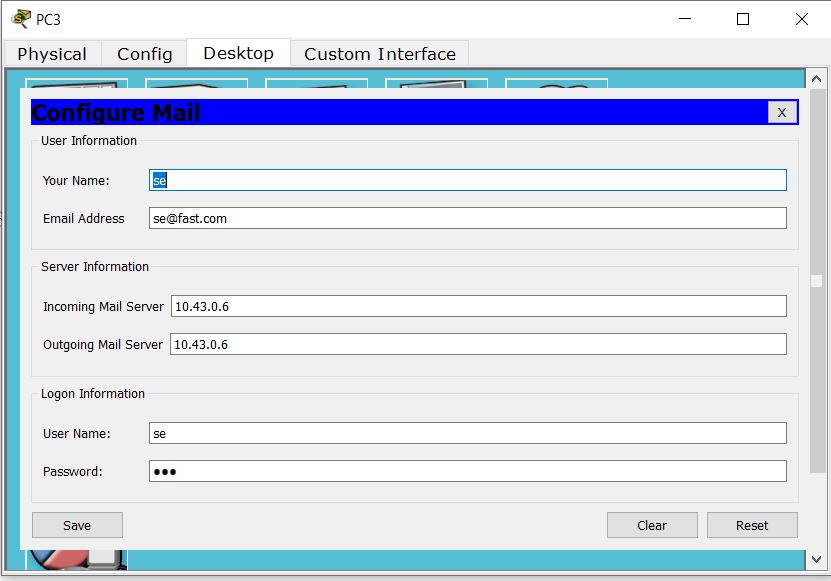 PC3
Physical Config Desktop Custom Interface
Configure Mail X
User Information
Your Name: se
Email Address se@fast.com
Server Information
Incoming Mail Server 10.43.0.6
Outgoing Mail Server 10.43.0.6
Logon Information
User Name: se
Password: ●●●
Save Clear Reset